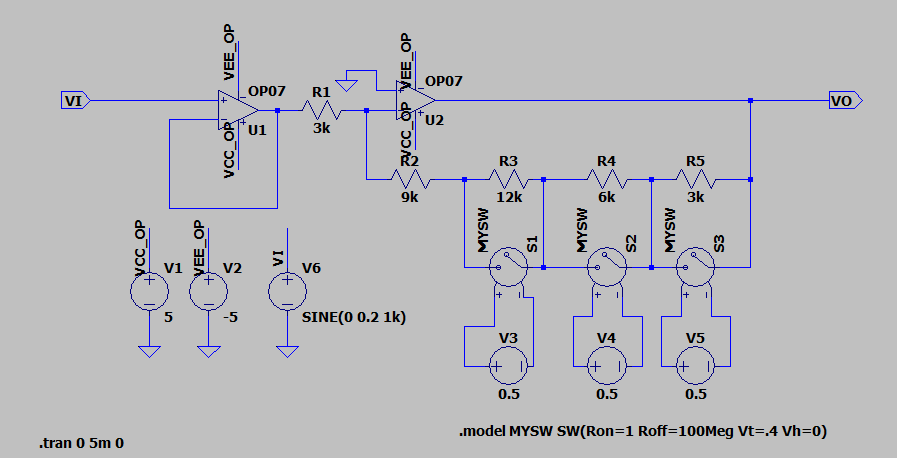 VEE_OP
VEE_OP
VI
OP07
R1
3k
OP07
VO
U1
VCC_OP
VCC_OP
U2
R2
9k
R3
12k
R4
6k
R5
3k
MYSW
S1
MYSW
S2
MYSW
S3
VCC_OP
V1
5
VEE_OP
V2
-5
VI
V6
SINE(0 0.2 1k)
V3
0.5
V4
0.5
V5
0.5
.tran 0 5m 0
.model MYSW SW(Ron=1 Roff=100Meg Vt=.4 Vh=0)